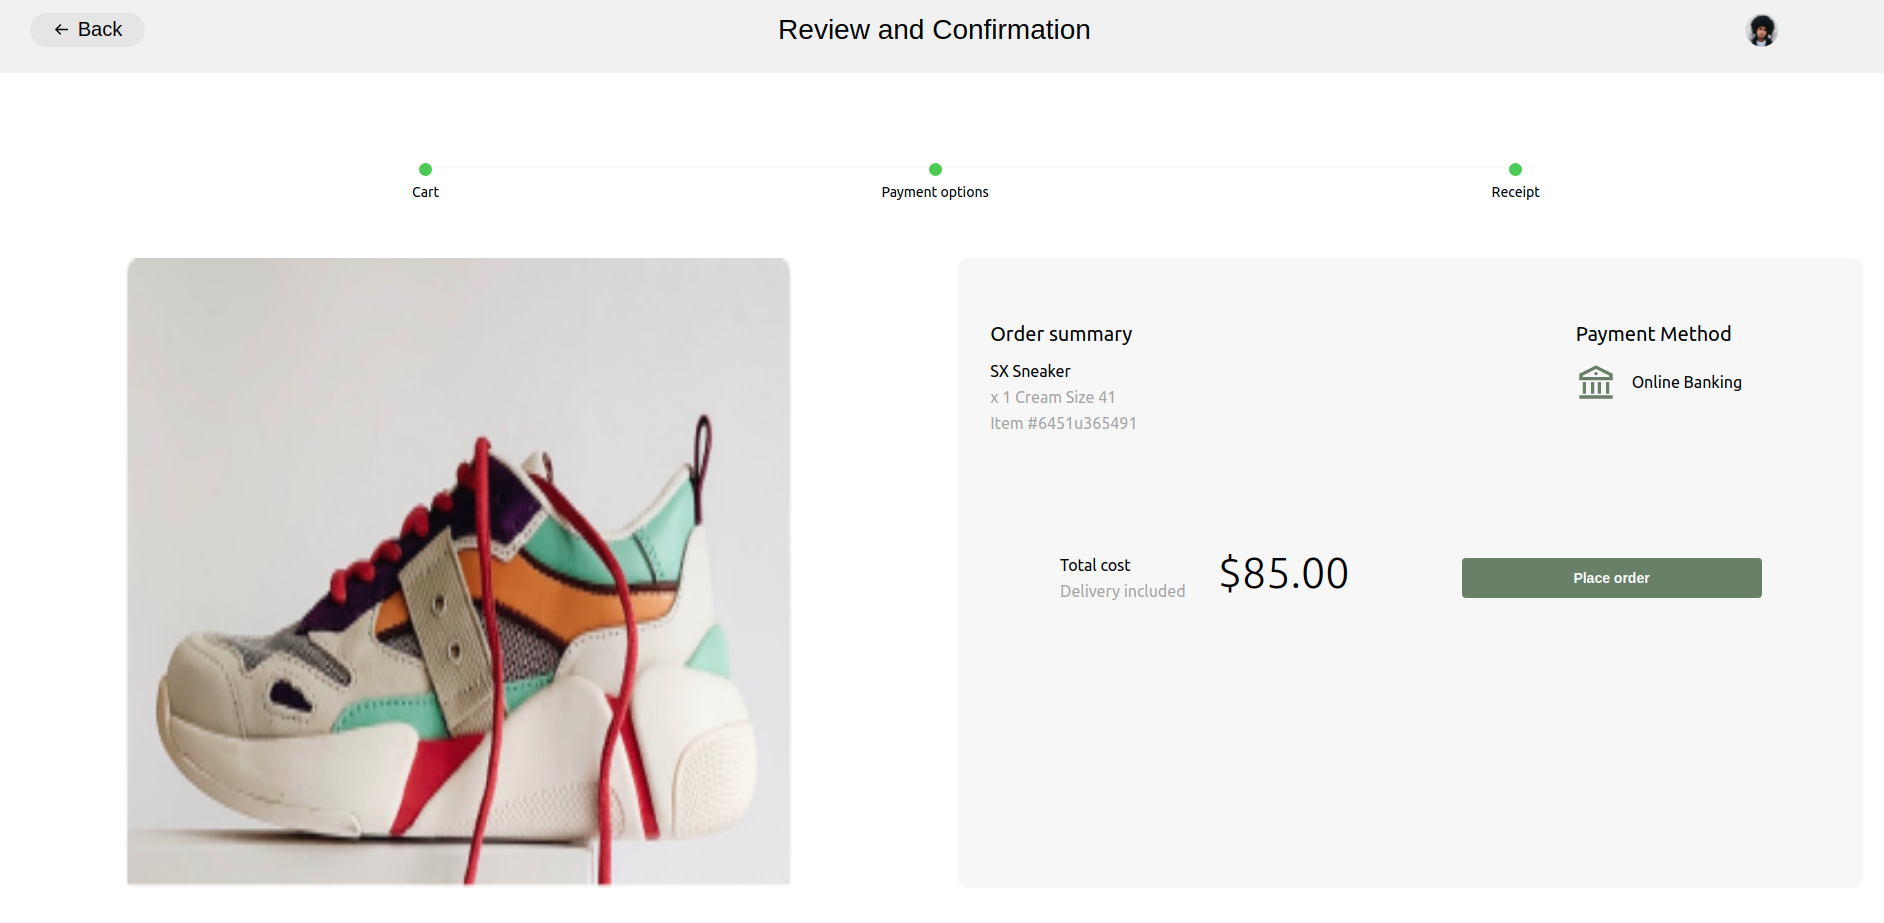 Back
Review and Confirmation
Cart
Payment options
Receipt
Order summary
SX Sneaker
x 1 Cream Size 41
Item #6451u365491
Payment Method
Online Banking
Total cost
Delivery included
$85.00
Place order